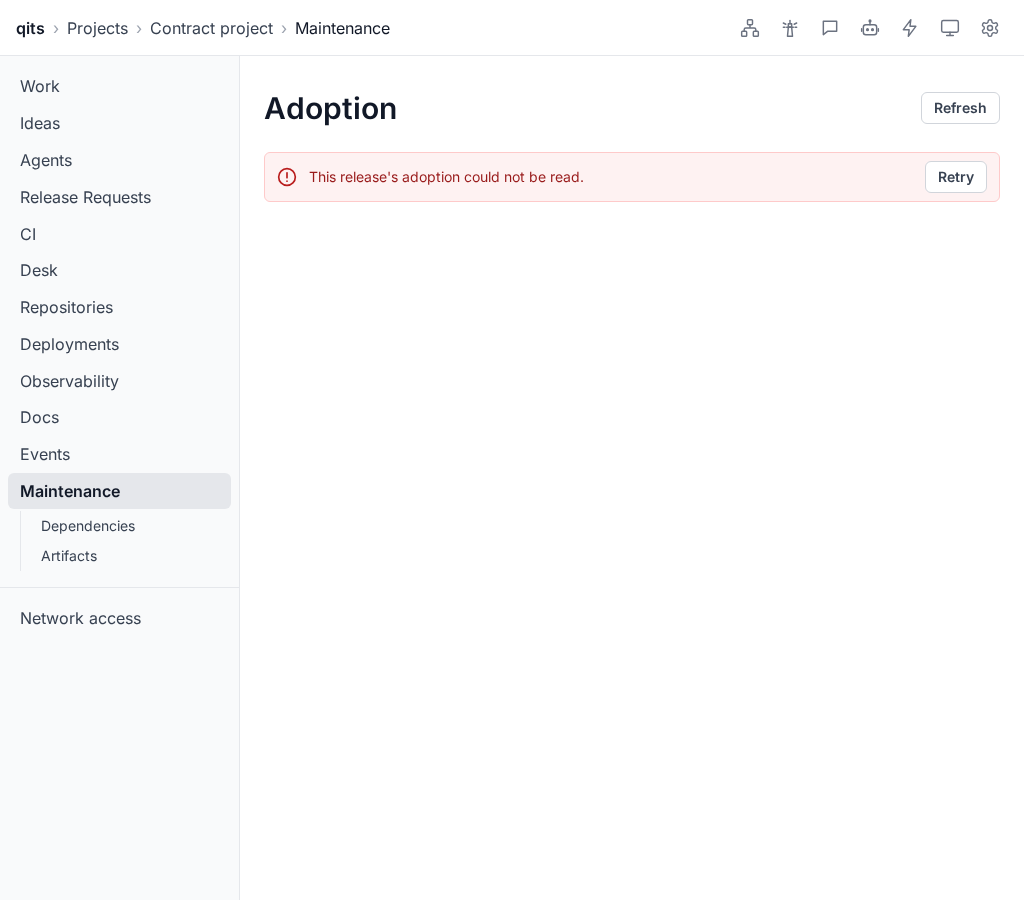 qits › Projects › Contract project › Maintenance
Work
Ideas
Agents
Release Requests
CI
Desk
Repositories
Deployments
Observability
Docs
Events
Maintenance
Dependencies
Artifacts
Network access
Adoption
Refresh
This release's adoption could not be read.
Retry